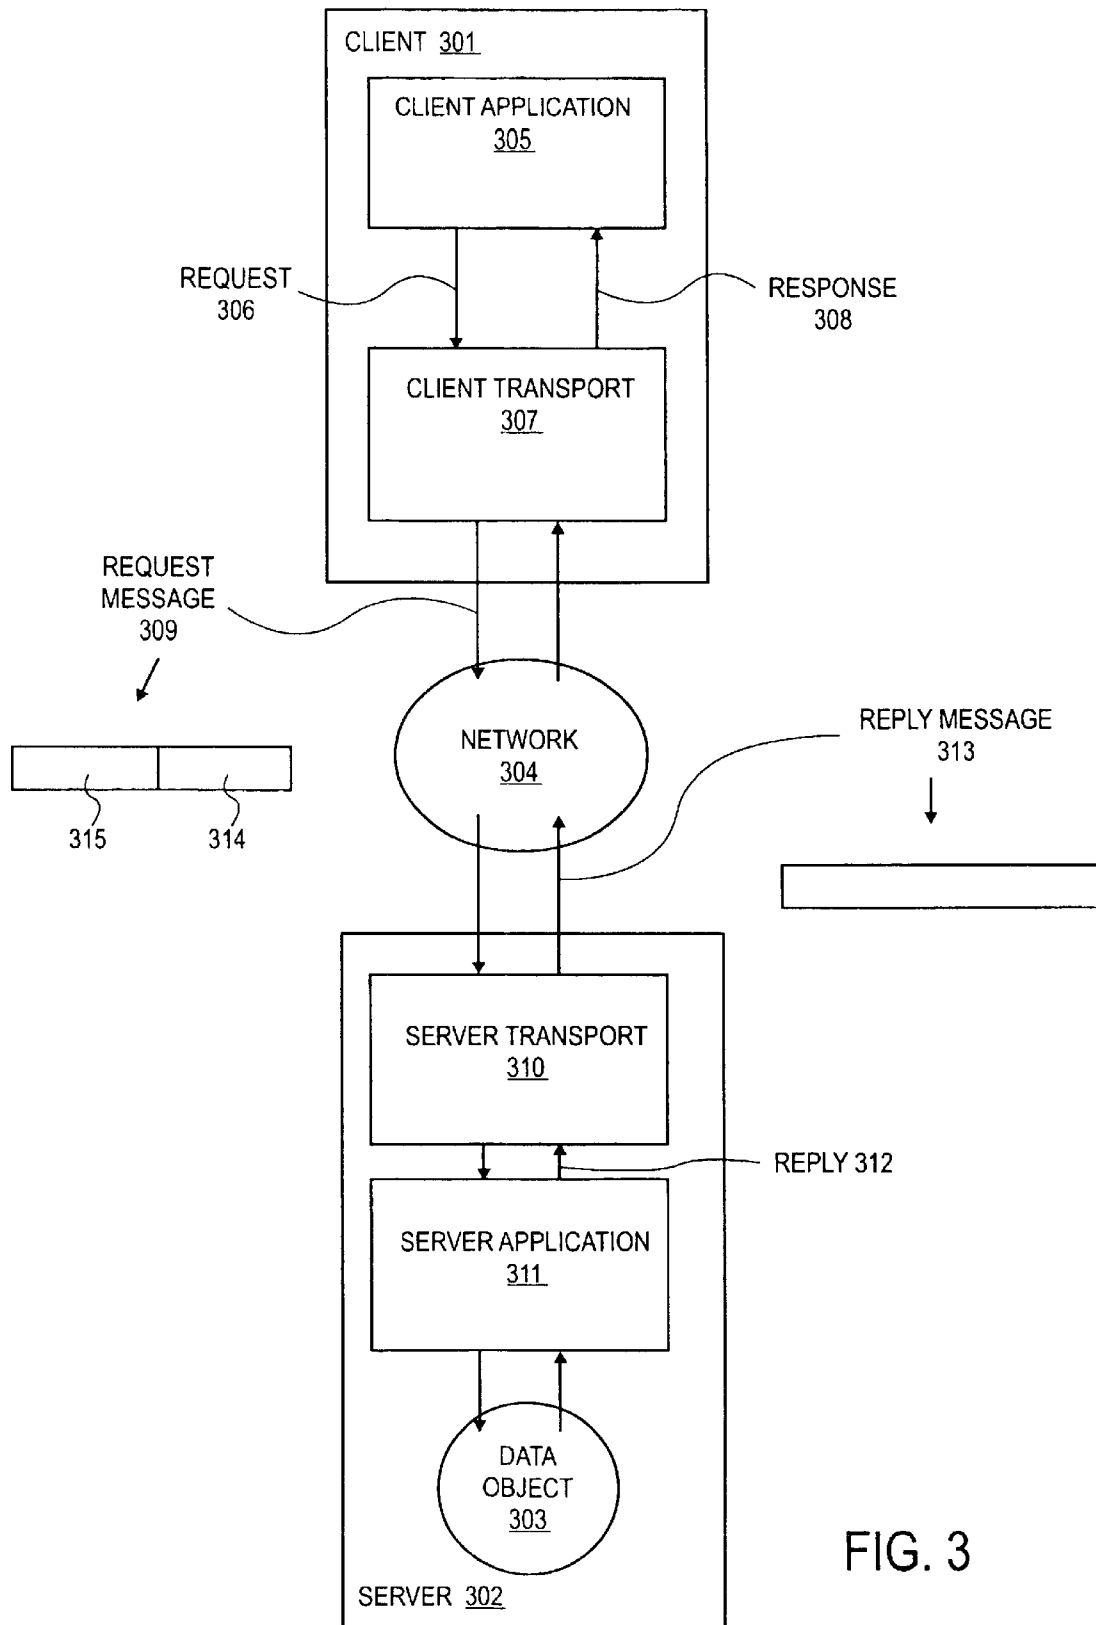 CLIENT 301
CLIENT APPLICATION
305
REQUEST
306
RESPONSE
308
CLIENT TRANSPORT
307
REQUEST
MESSAGE
309
NETWORK
304
REPLY MESSAGE
313
315
314
SERVER TRANSPORT
310
REPLY 312
SERVER APPLICATION
311
DATA
OBJECT
303
SERVER 302
FIG. 3